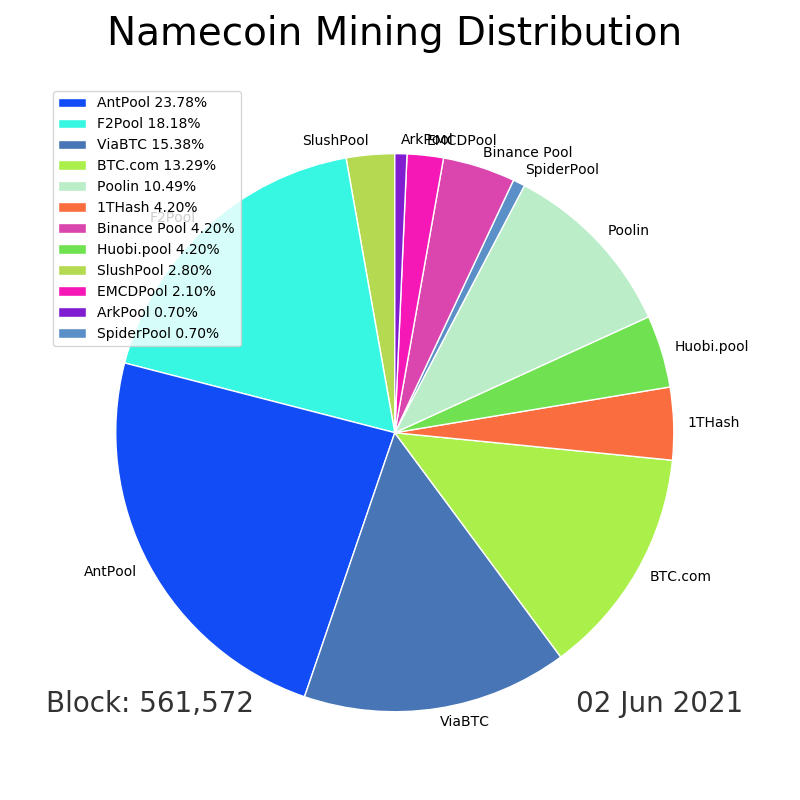 Namecoin Mining Distribution
AntPool 23.78%
F2Pool 18.18%
ViaBTC 15.38%
BTC.com 13.29%
Poolin 10.49%
1THash 4.20%
Binance Pool 4.20%
Huobi.pool 4.20%
SlushPool 2.80%
EMCDPool 2.10%
ArkPool 0.70%
SpiderPool 0.70%
SlushPool
ArkPool
EMCDPool
Binance Pool
SpiderPool
F2Pool
Poolin
Huobi.pool
1THash
AntPool
BTC.com
ViaBTC
Block: 561,572
02 Jun 2021